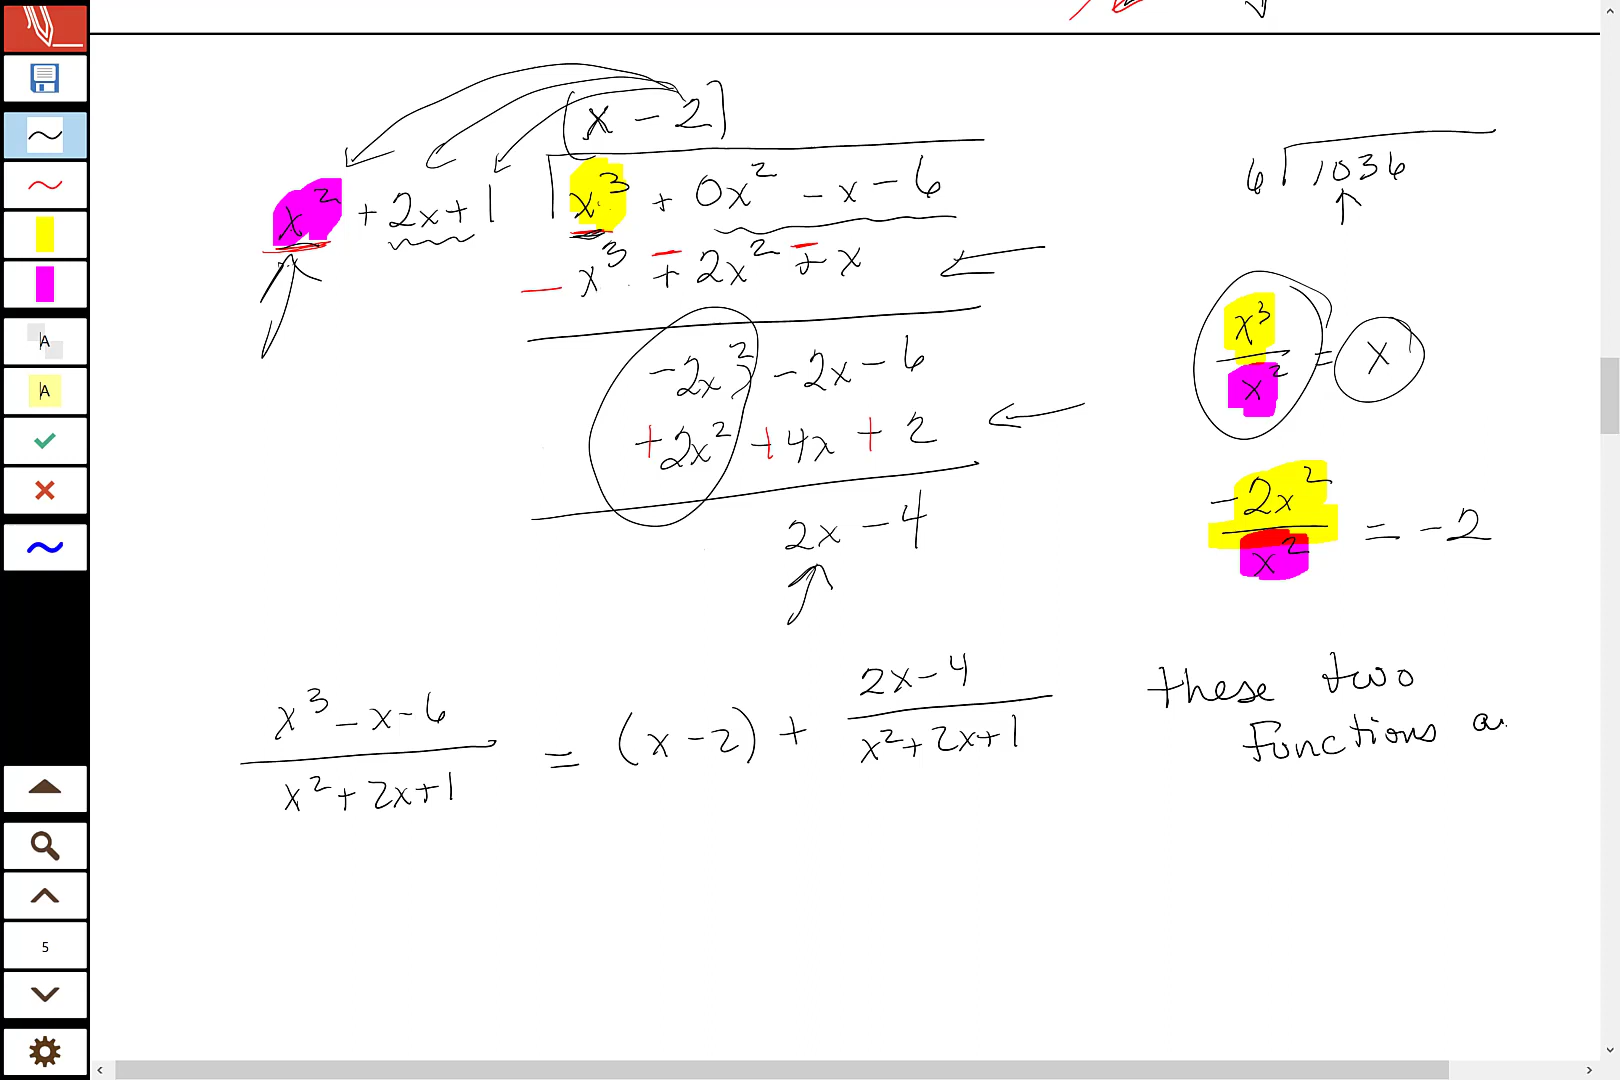 x - 2
x² + 2x + 1 x³ + 0x² - x - 6
- x³ + 2x² + x
- 2x² - 2x - 6
+ 2x² + 4x + 2
2x - 4
6 1036
x³
x² = x
- 2x²
x² = - 2
x³ - x - 6
x² + 2x + 1
= (x - 2) +
2x - 4
x² + 2x + 1
these two
functions a
A
A
5